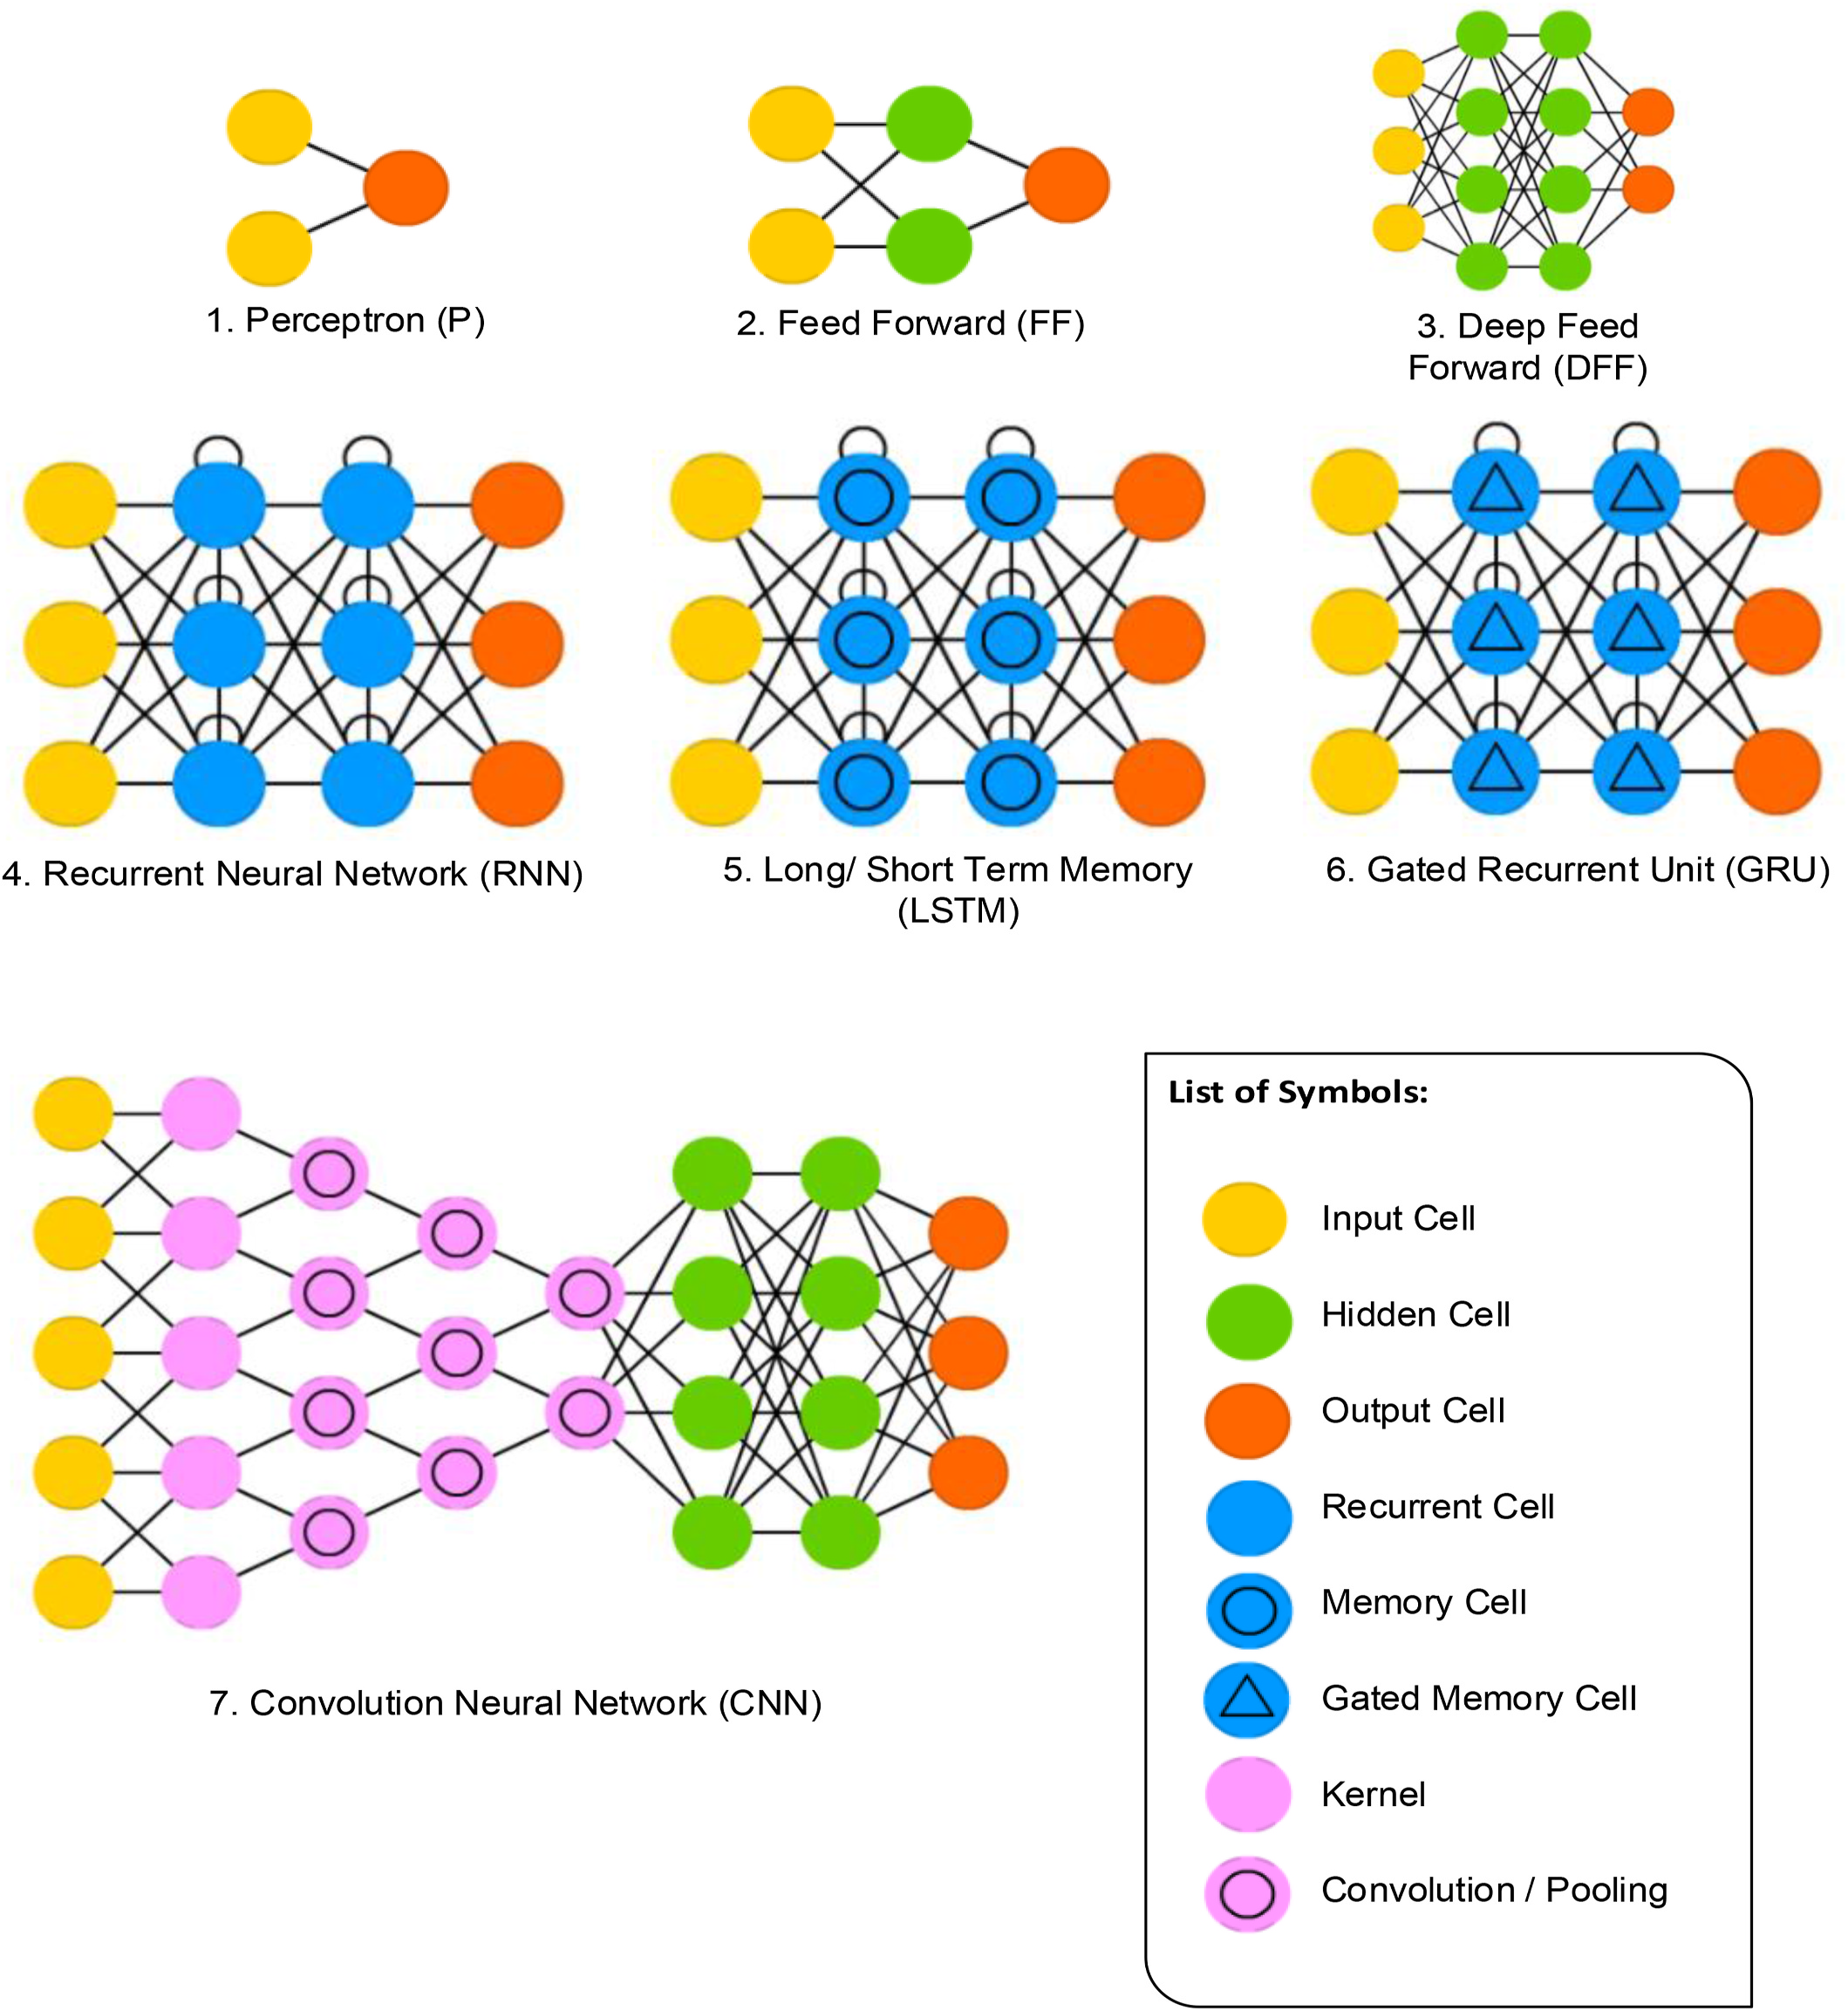 1. Perceptron (P)
2. Feed Forward (FF)
3. Deep Feed
Forward (DFF)
4. Recurrent Neural Network (RNN)
5. Long/ Short Term Memory
(LSTM)
6. Gated Recurrent Unit (GRU)
7. Convolution Neural Network (CNN)
List of Symbols:
Input Cell
Hidden Cell
Output Cell
Recurrent Cell
Memory Cell
Gated Memory Cell
Kernel
Convolution / Pooling